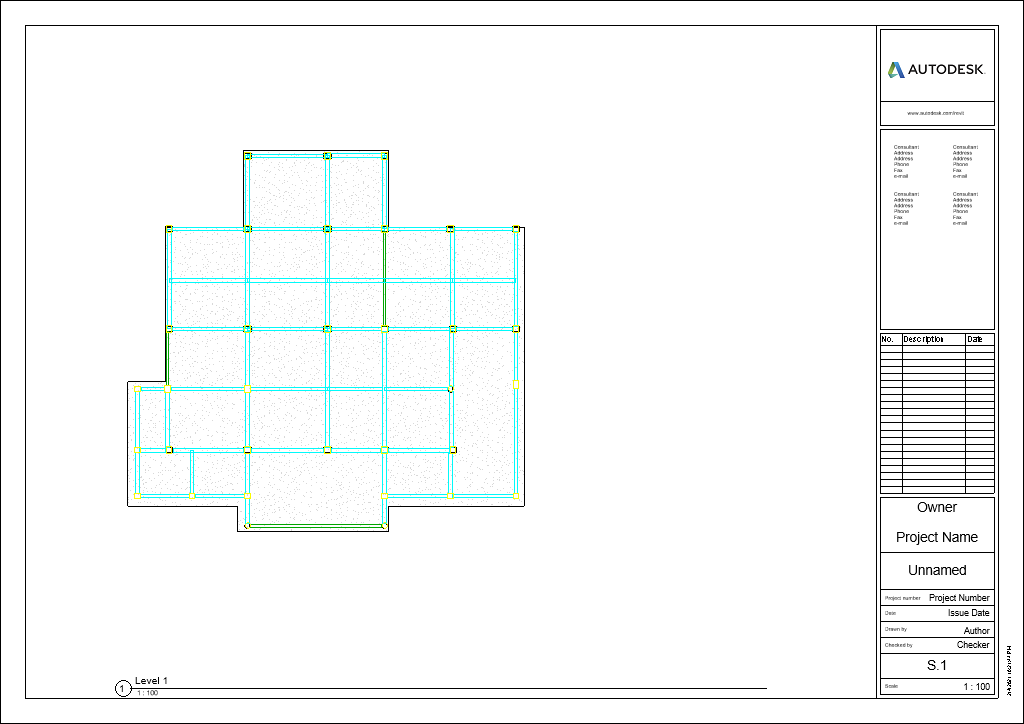 AUTODESK.
www.autodesk.com/revit
Consultant
Address
Address
Phone
Fax
e-mail
Consultant
Address
Address
Phone
Fax
e-mail
Consultant
Address
Address
Phone
Fax
e-mail
Consultant
Address
Address
Phone
Fax
e-mail
No. Description Date
Owner
Project Name
Unnamed
Project number Project Number
Date Issue Date
Drawn by Author
Checked by Checker
S.1
Scale 1 : 100
1 Level 1
1 : 100